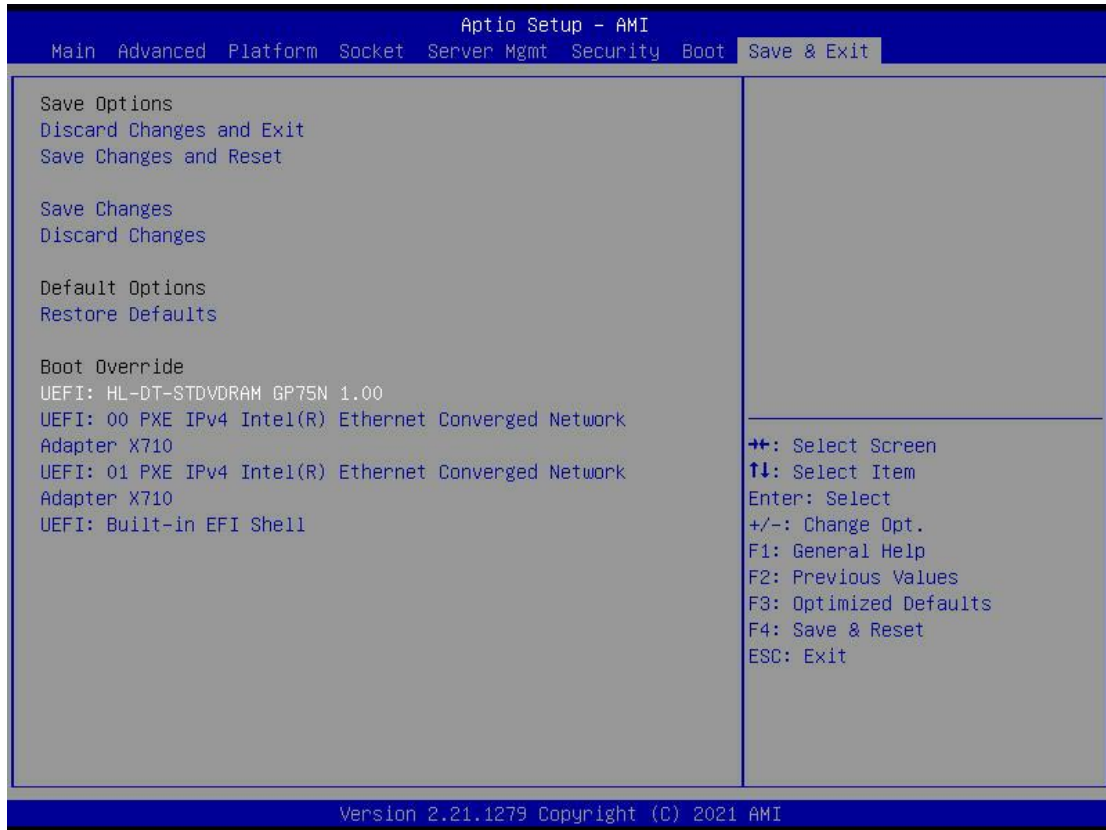 Aptio Setup – AMI
Main Advanced Platform Socket Server Mgmt Security Boot Save & Exit
Save Options
Discard Changes and Exit
Save Changes and Reset
Save Changes
Discard Changes
Default Options
Restore Defaults
Boot Override
UEFI: HL-DT-STDVDRAM GP75N 1.00
UEFI: 00 PXE IPv4 Intel(R) Ethernet Converged Network
Adapter X710
UEFI: 01 PXE IPv4 Intel(R) Ethernet Converged Network
Adapter X710
UEFI: Built-in EFI Shell
→←: Select Screen
↑↓: Select Item
Enter: Select
+/-: Change Opt.
F1: General Help
F2: Previous Values
F3: Optimized Defaults
F4: Save & Reset
ESC: Exit
Version 2.21.1279 Copyright (C) 2021 AMI